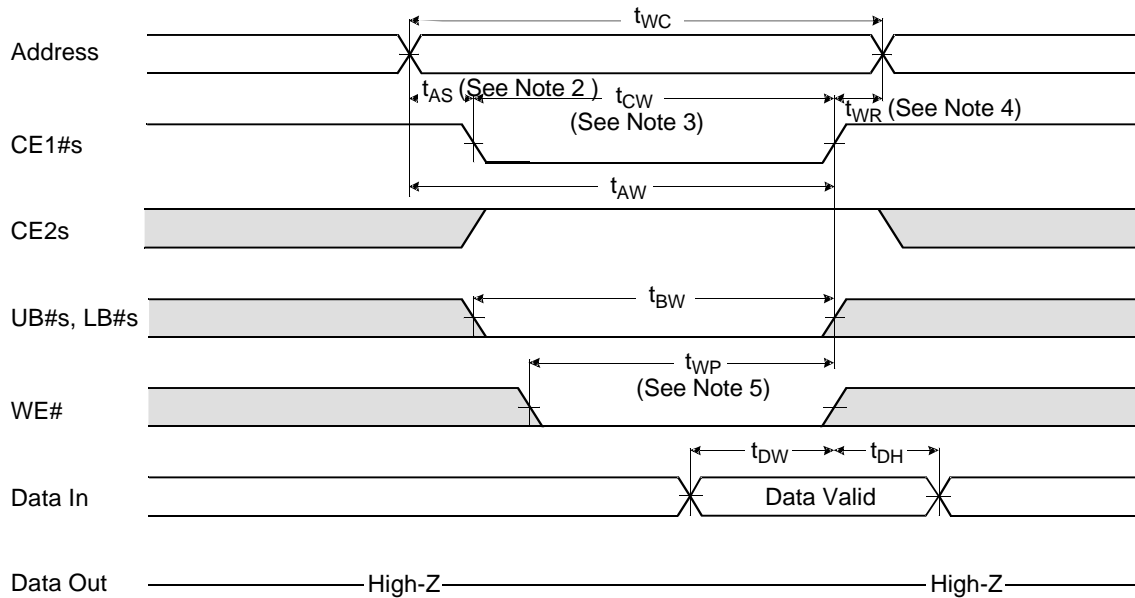 tWC
Address
tAS (See Note 2 )
tCW
(See Note 3)
tWR (See Note 4)
CE1#s
tAW
CE2s
tBW
UB#s, LB#s
tWP
(See Note 5)
WE#
tDW
tDH
Data In
Data Valid
Data Out
High-Z
High-Z